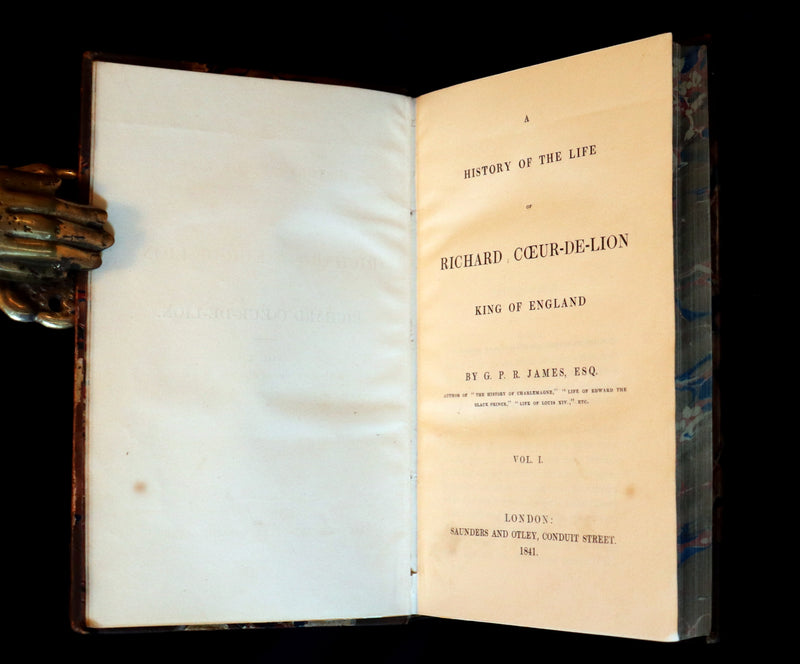 A
HISTORY OF THE LIFE
OF
RICHARD CŒUR-DE-LION
KING OF ENGLAND
BY G. P. R. JAMES, ESQ.
AUTHOR OF "THE HISTORY OF CHARLEMAGNE," "LIFE OF EDWARD THE
BLACK PRINCE," "LIFE OF LOUIS XIV.," ETC.
VOL. I.
LONDON:
SAUNDERS AND OTLEY, CONDUIT STREET.
1841.